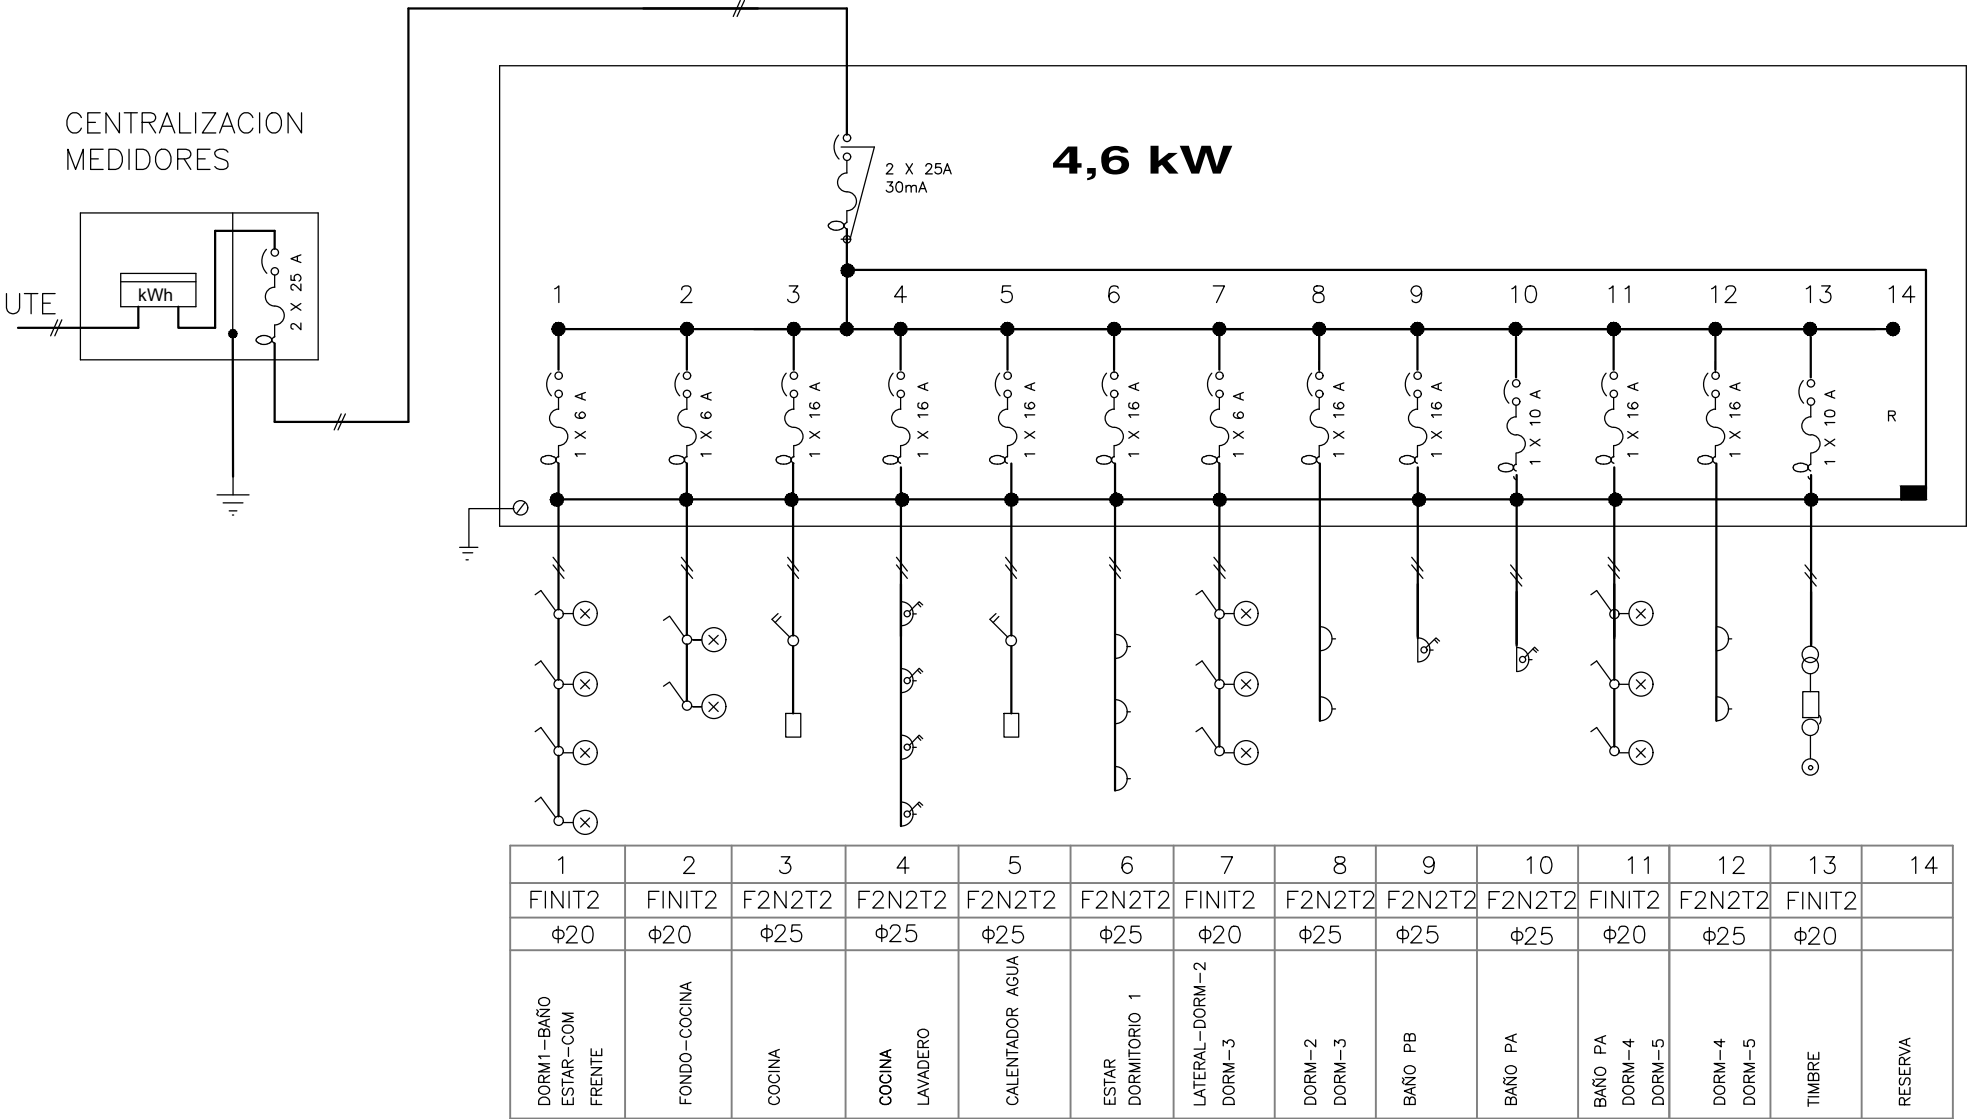 CENTRALIZACION
MEDIDORES
UTE
kWh
2 X 25 A
2 X 25A
30mA
4,6 kW
1 2 3 4 5 6 7 8 9 10 11 12 13 14
1 X 6 A
1 X 6 A
1 X 16 A
1 X 16 A
1 X 16 A
1 X 16 A
1 X 6 A
1 X 16 A
1 X 16 A
1 X 10 A
1 X 16 A
1 X 16 A
1 X 10 A
R
1 2 3 4 5 6 7 8 9 10 11 12 13 14
FINIT2 FINIT2 F2N2T2 F2N2T2 F2N2T2 F2N2T2 FINIT2 F2N2T2 F2N2T2 F2N2T2 FINIT2 F2N2T2 FINIT2
Φ20 Φ20 Φ25 Φ25 Φ25 Φ25 Φ20 Φ25 Φ25 Φ25 Φ20 Φ25 Φ20
DORM1-BAÑO
ESTAR-COM
FRENTE
FONDO-COCINA
COCINA
COCINA
LAVADERO
CALENTADOR AGUA
ESTAR
DORMITORIO 1
LATERAL-DORM-2
DORM-3
DORM-2
DORM-3
BAÑO PB
BAÑO PA
BAÑO PA
DORM-4
DORM-5
DORM-4
DORM-5
TIMBRE
RESERVA